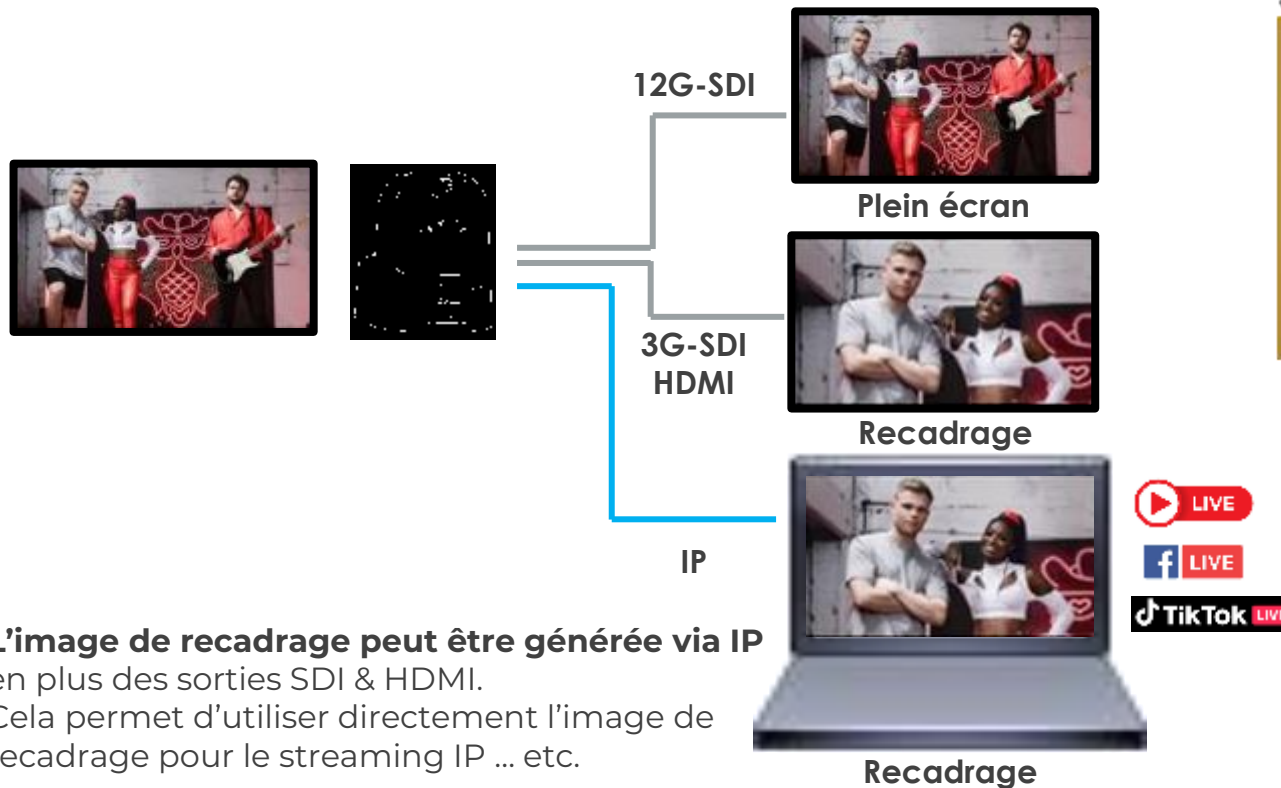 12G-SDI
Plein écran
3G-SDI
HDMI
Recadrage
LIVE
f LIVE
TikTok LIVE
IP
L’image de recadrage peut être générée via IP
en plus des sorties SDI & HDMI.
Cela permet d’utiliser directement l’image de
recadrage pour le streaming IP ... etc.
Recadrage